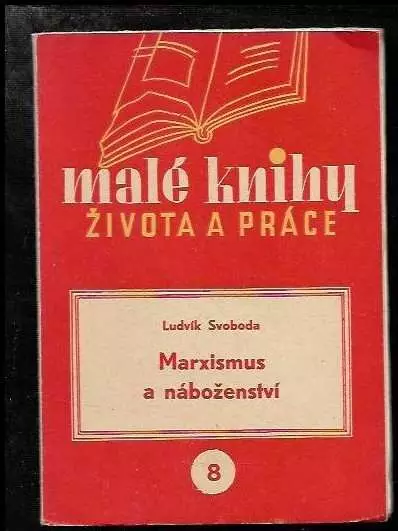 malé knihy
ŽIVOTA A PRÁCE
Ludvík Svoboda
Marxismus
a náboženství
8